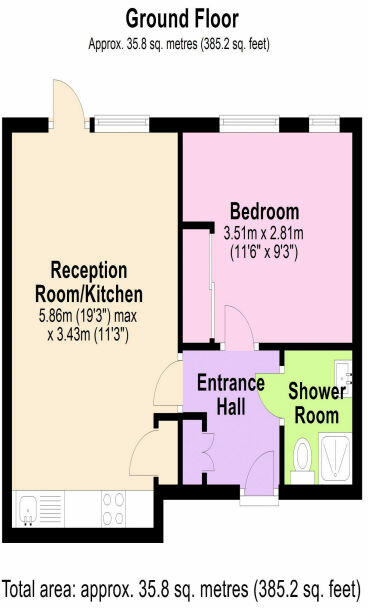 Ground Floor
Approx. 35.8 sq. metres (385.2 sq. feet)
Bedroom
3.51m x 2.81m
(11'6" x 9'3")
Reception
Room/Kitchen
5.86m (19'3") max
x 3.43m (11'3")
Entrance
Hall
Shower
Room
Total area: approx. 35.8 sq. metres (385.2 sq. feet)